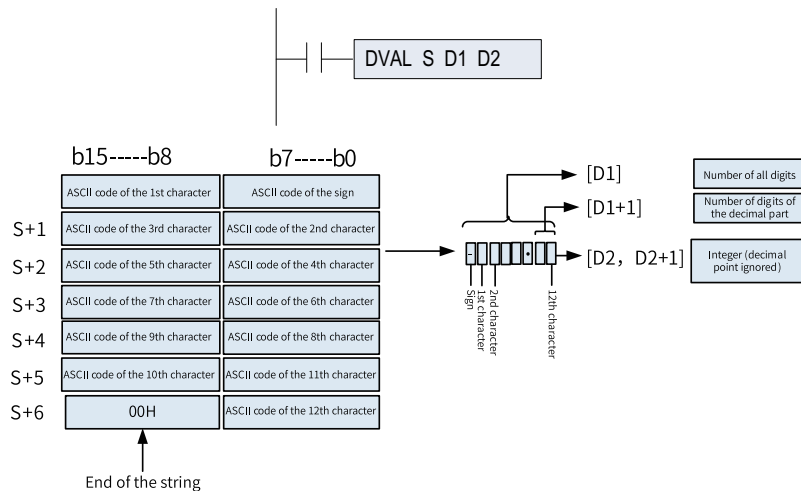 DVAL S D1 D2
b15-----b8
b7-----b0
ASCII code of the 1st character
ASCII code of the sign
S+1
ASCII code of the 3rd character
ASCII code of the 2nd character
S+2
ASCII code of the 5th character
ASCII code of the 4th character
S+3
ASCII code of the 7th character
ASCII code of the 6th character
S+4
ASCII code of the 9th character
ASCII code of the 8th character
S+5
ASCII code of the 10th character
ASCII code of the 11th character
S+6
00H
ASCII code of the 12th character
End of the string
[D1]
Number of all digits
[D1+1]
Number of digits of
the decimal part
-
•
[D2，D2+1]
Integer (decimal
point ignored)
Sign
1st character
2nd character
12th character